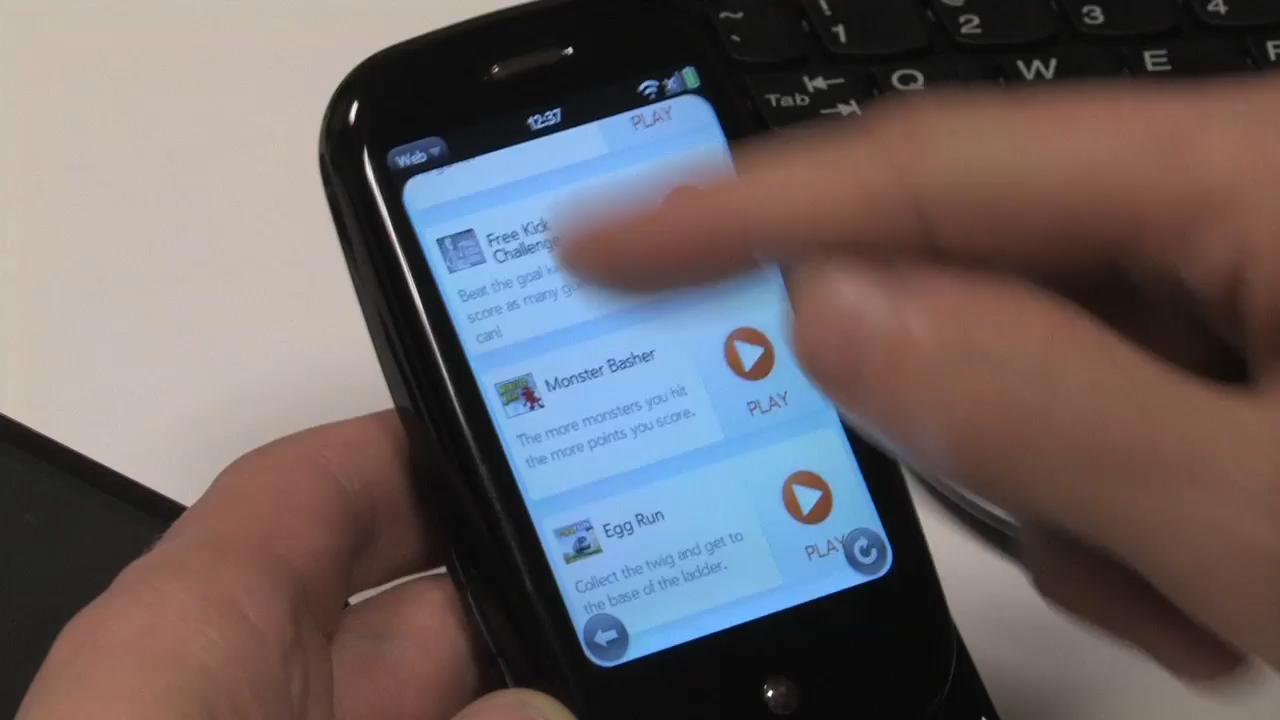 ~ ! 1 2 3 4
`
Tab Q W E
12:37
Web
PLAY
Free Kick
Challenge
Beat the goal
score as many
can!
Monster Basher
The more monsters you hit
the more points you score.
PLAY
Egg Run
Collect the twig and get to
the base of the ladder.
PLAY